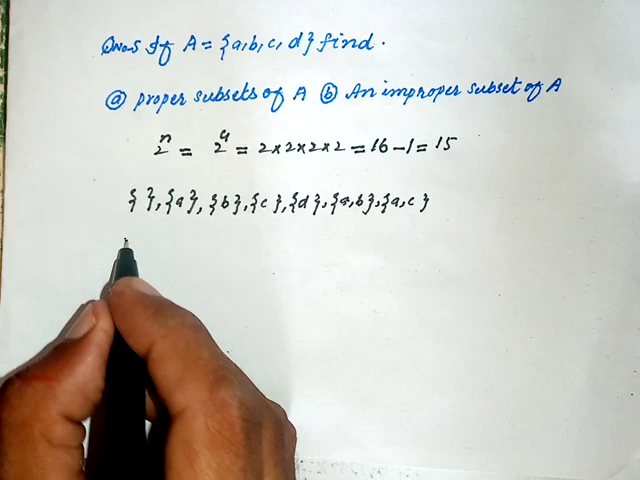 Ques If A = {a, b, c, d} find.
(a) proper subsets of A (b) An improper subset of A
2ⁿ = 2⁴ = 2×2×2×2 = 16 - 1 = 15
{ }, {a}, {b}, {c}, {d}, {a, b}, {a, c}